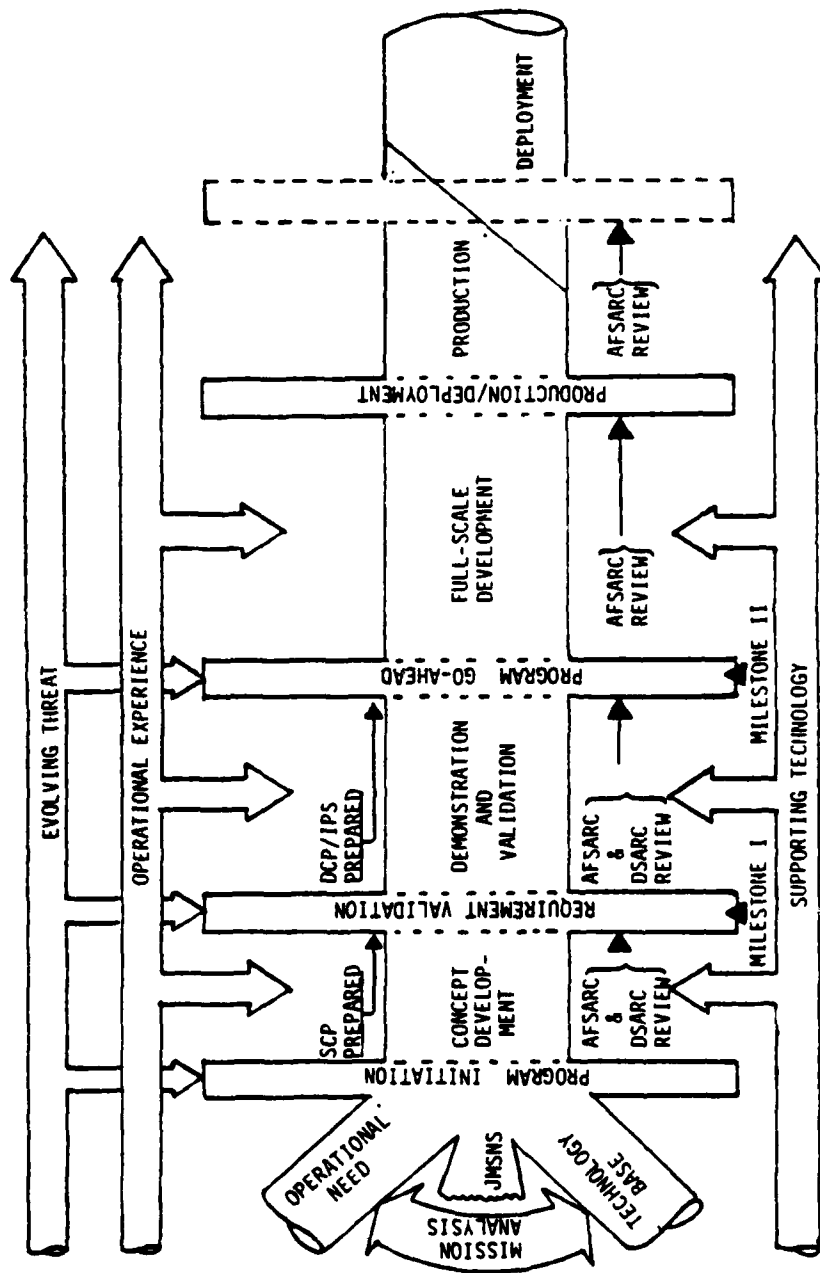 EVOLVING THREAT
OPERATIONAL EXPERIENCE
OPERATIONAL
NEED
MISSION
ANALYSIS
JMSNS
TECHNOLOGY
BASE
PROGRAM INITIATION
SCP
PREPARED
CONCEPT
DEVELOP-
MENT
AFSARC
&
DSARC
REVIEW
REQUIREMENT VALIDATION
MILESTONE I
DCP/IPS
PREPARED
DEMONSTRATION
AND
VALIDATION
AFSARC
&
DSARC
REVIEW
PROGRAM GO-AHEAD
MILESTONE II
FULL-SCALE
DEVELOPMENT
AFSARC
REVIEW
PRODUCTION/DEPLOYMENT
PRODUCTION
AFSARC
REVIEW
DEPLOYMENT
SUPPORTING TECHNOLOGY